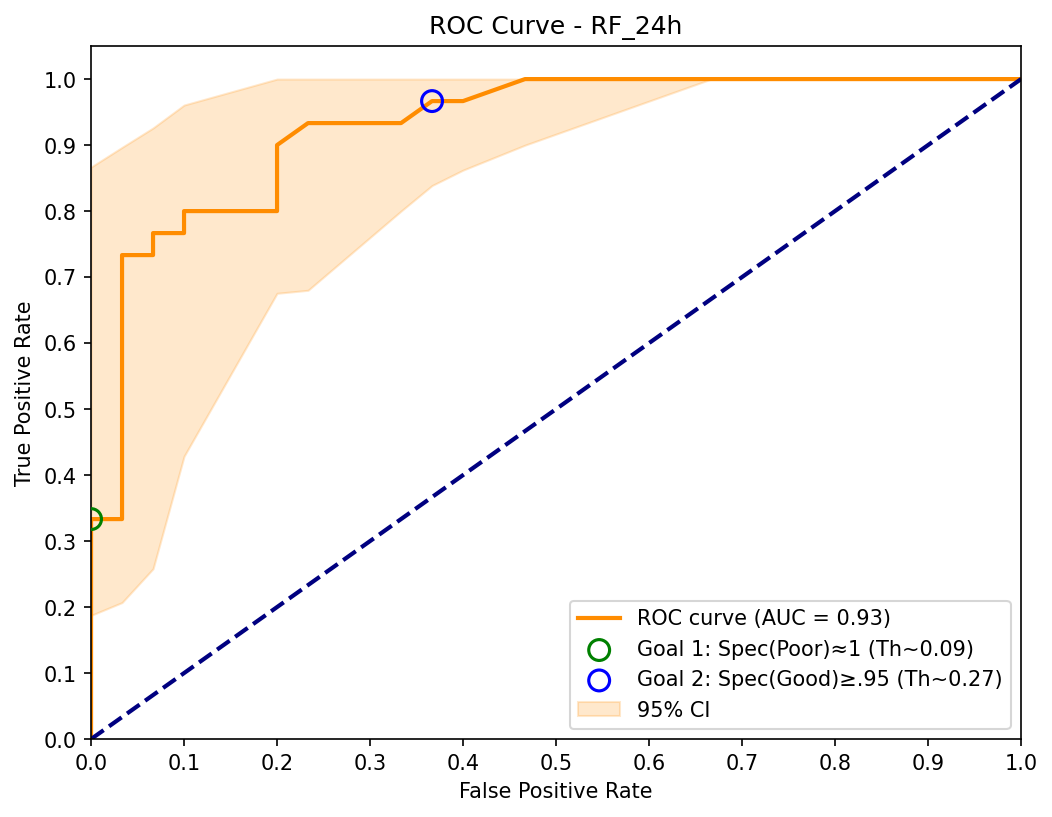 ROC Curve - RF_24h
True Positive Rate
1.0
0.9
0.8
0.7
0.6
0.5
0.4
0.3
0.2
0.1
0.0
0.0 0.1 0.2 0.3 0.4 0.5 0.6 0.7 0.8 0.9 1.0
False Positive Rate
ROC curve (AUC = 0.93)
Goal 1: Spec(Poor)≈1 (Th~0.09)
Goal 2: Spec(Good)≥.95 (Th~0.27)
95% CI